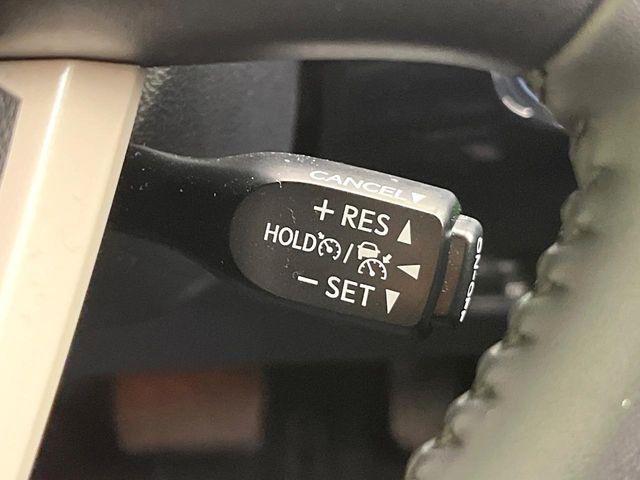 CANCEL▼
+ RES ▲
HOLD /
− SET ▼
ON-OFF